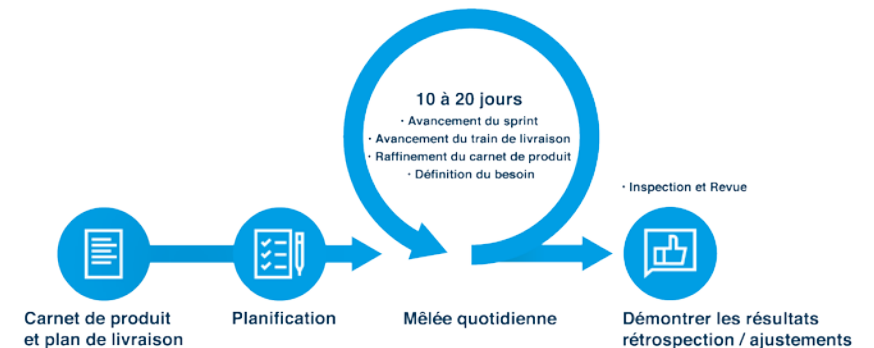 10 à 20 jours
· Avancement du sprint
· Avancement du train de livraison
· Raffinement du carnet de produit
· Définition du besoin
· Inspection et Revue
Carnet de produit
et plan de livraison
Planification
Mêlée quotidienne
Démontrer les résultats
rétrospection / ajustements